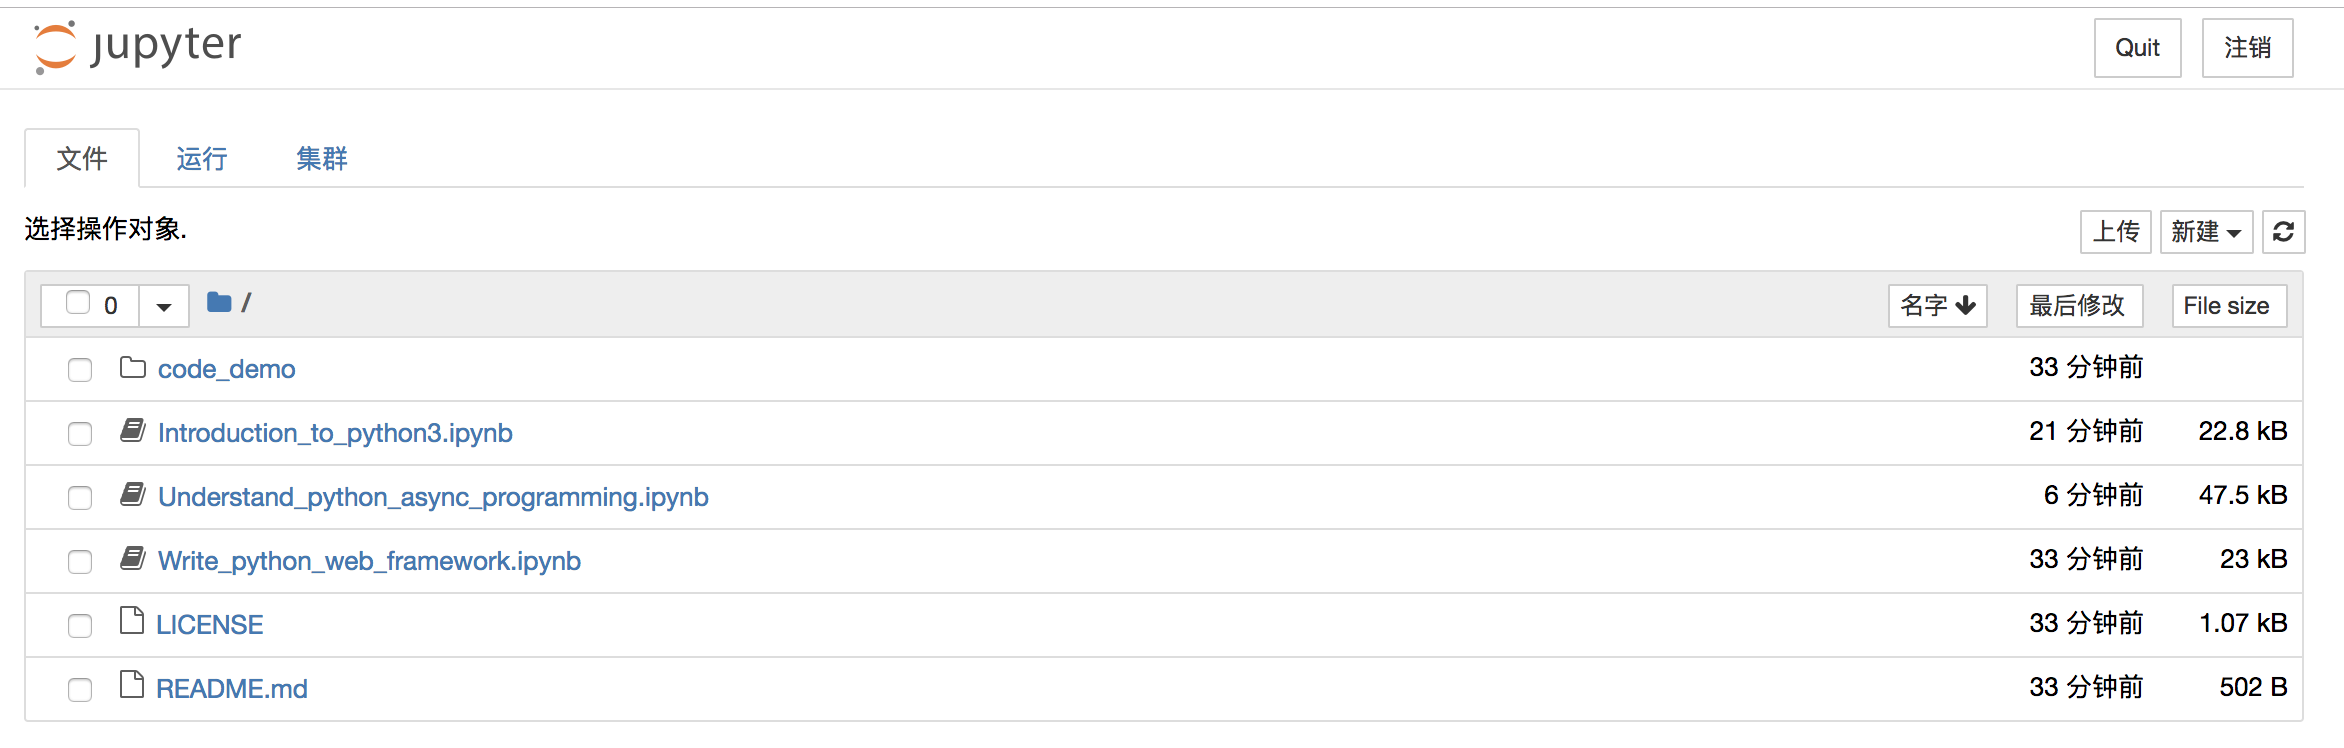 jupyter Quit 注销
文件 运行 集群
选择操作对象. 上传 新建
0 / 名字 最后修改 File size
code_demo 33 分钟前
Introduction_to_python3.ipynb 21 分钟前 22.8 kB
Understand_python_async_programming.ipynb 6 分钟前 47.5 kB
Write_python_web_framework.ipynb 33 分钟前 23 kB
LICENSE 33 分钟前 1.07 kB
README.md 33 分钟前 502 B